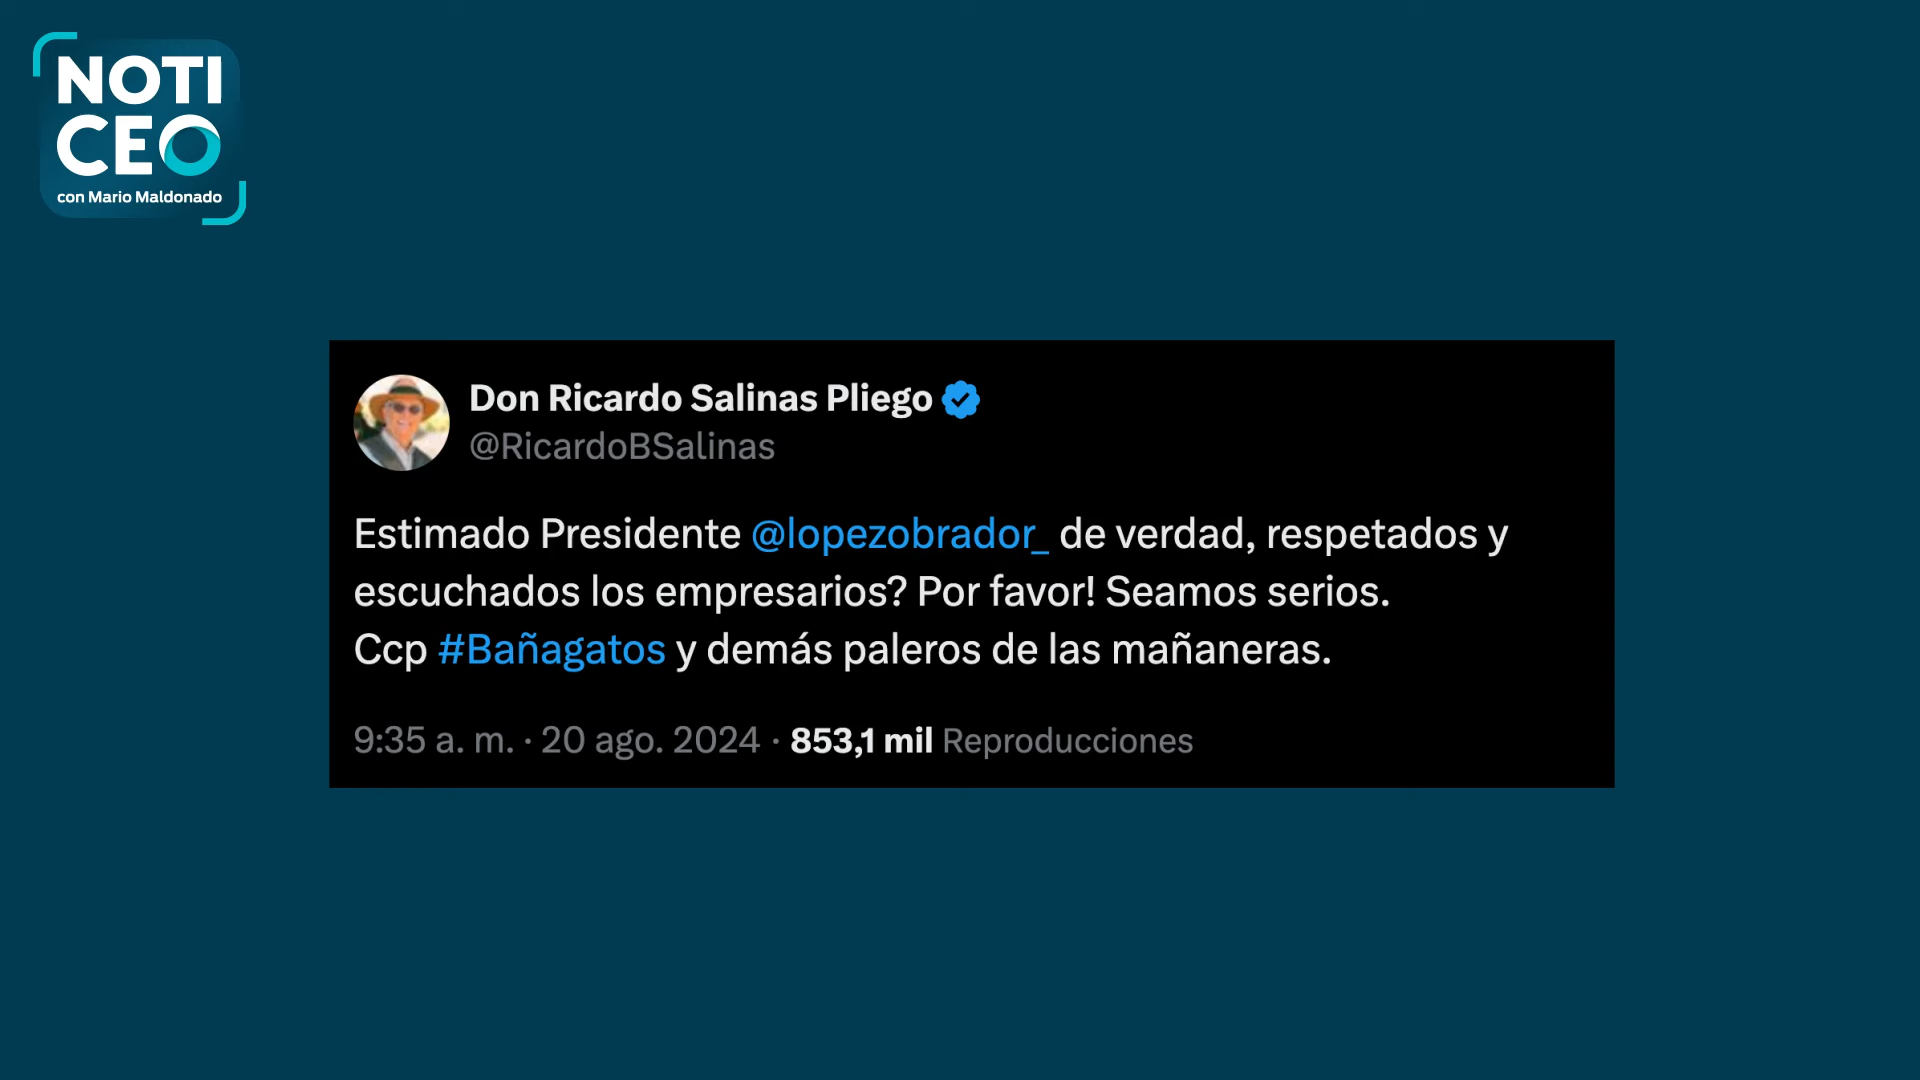 NOTI
CEO
con Mario Maldonado
Don Ricardo Salinas Pliego
@RicardoBSalinas
Estimado Presidente @lopezobrador_ de verdad, respetados y
escuchados los empresarios? Por favor! Seamos serios.
Ccp #Bañagatos y demás paleros de las mañaneras.
9:35 a. m. · 20 ago. 2024 · 853,1 mil Reproducciones